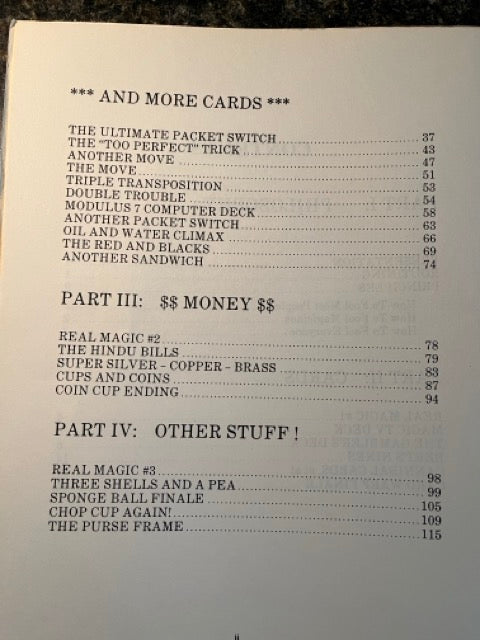 *** AND MORE CARDS ***
THE ULTIMATE PACKET SWITCH 37
THE "TOO PERFECT" TRICK 43
ANOTHER MOVE 47
THE MOVE 51
TRIPLE TRANSPOSITION 53
DOUBLE TROUBLE 54
MODULUS 7 COMPUTER DECK 58
ANOTHER PACKET SWITCH 63
OIL AND WATER CLIMAX 66
THE RED AND BLACKS 69
ANOTHER SANDWICH 74
PART III: $$ MONEY $$
REAL MAGIC #2 78
THE HINDU BILLS 79
SUPER SILVER - COPPER - BRASS 83
CUPS AND COINS 87
COIN CUP ENDING 94
PART IV: OTHER STUFF!
REAL MAGIC #3 98
THREE SHELLS AND A PEA 99
SPONGE BALL FINALE 105
CHOP CUP AGAIN! 109
THE PURSE FRAME 115
ii